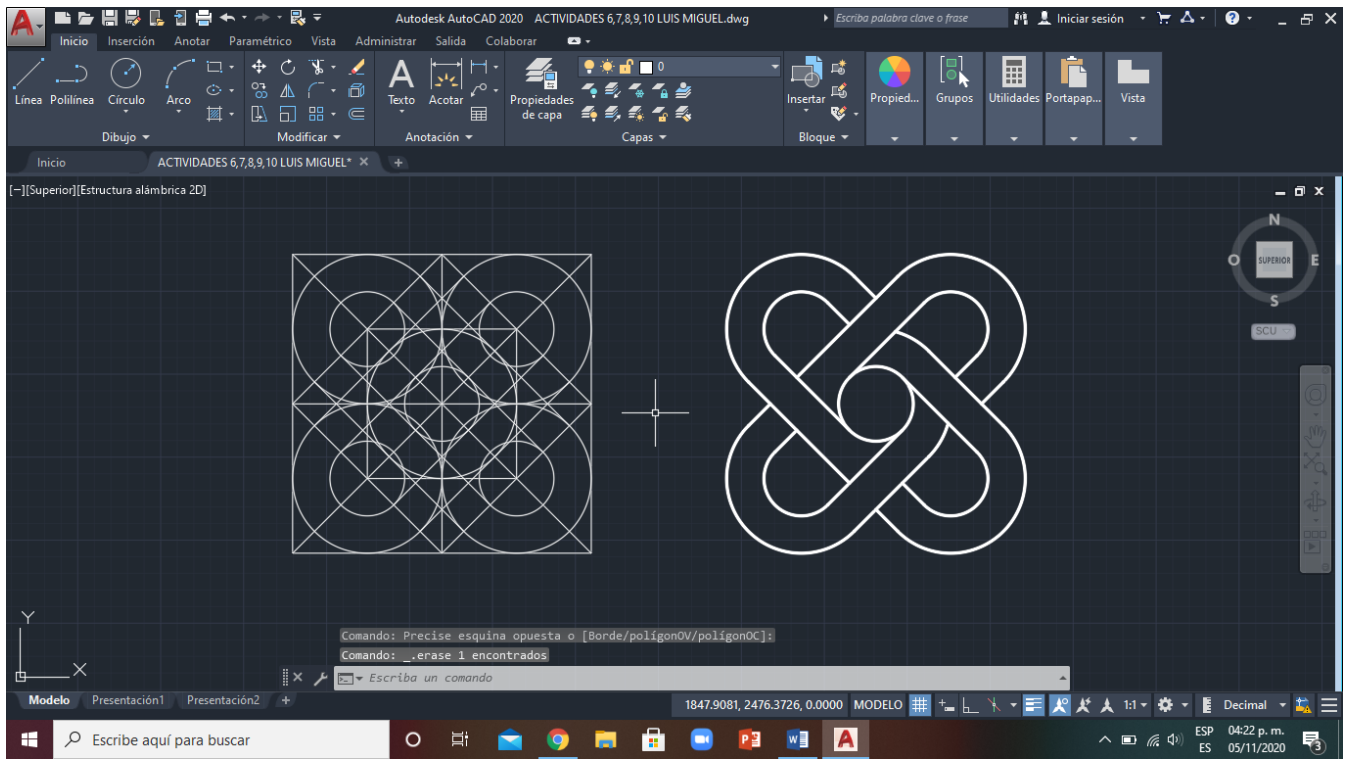 Autodesk AutoCAD 2020 ACTIVIDADES 6,7,8,9,10 LUIS MIGUEL.dwg
Escriba palabra clave o frase
Iniciar sesión
Inicio Inserción Anotar Paramétrico Vista Administrar Salida Colaborar
0
Línea Polilínea Círculo Arco
Texto Acotar
Propiedades de capa
Insertar
Propied... Grupos Utilidades Portapap... Vista
Dibujo Modificar Anotación Capas Bloque
Inicio ACTIVIDADES 6,7,8,9,10 LUIS MIGUEL* × +
[−][Superior][Estructura alámbrica 2D]
N
O SUPERIOR E
S
SCU
Y
X
Comando: Precise esquina opuesta o [Borde/polígonOV/polígonOC]:
Comando: _.erase 1 encontrados
Escriba un comando
Modelo Presentación1 Presentación2 +
1847.9081, 2476.3726, 0.0000 MODELO 1:1 Decimal
Escribe aquí para buscar
ESP 04:22 p. m.
ES 05/11/2020
3